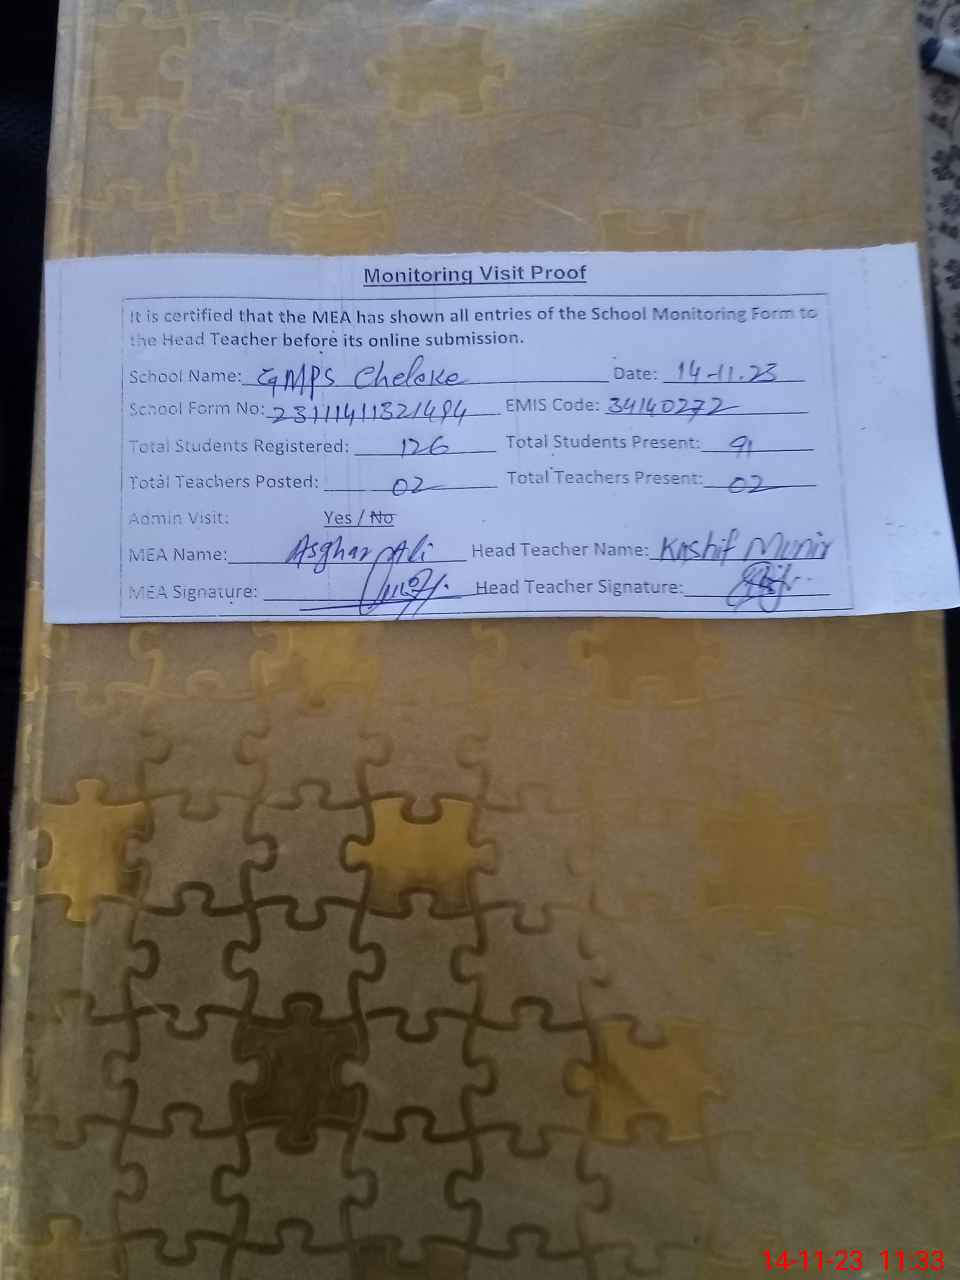 Monitoring Visit Proof
It is certified that the MEA has shown all entries of the School Monitoring Form to
the Head Teacher before its online submission.
School Name: GMPS Cheloke Date: 14-11.23
School Form No: 23111411321494 EMIS Code: 34140272
Total Students Registered: 126 Total Students Present: 91
Total Teachers Posted: 02 Total Teachers Present: 02
Admin Visit: Yes / No
MEA Name: Asghar Ali Head Teacher Name: Kashif Munir
MEA Signature: Head Teacher Signature:
14-11-23 11:33